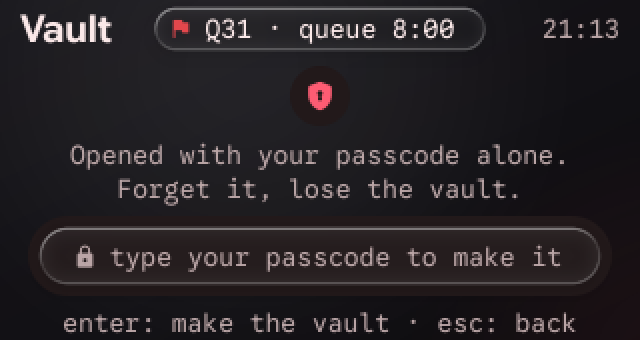 Vault Q31 · queue 8:00 21:13
Opened with your passcode alone.
Forget it, lose the vault.
type your passcode to make it
enter: make the vault · esc: back